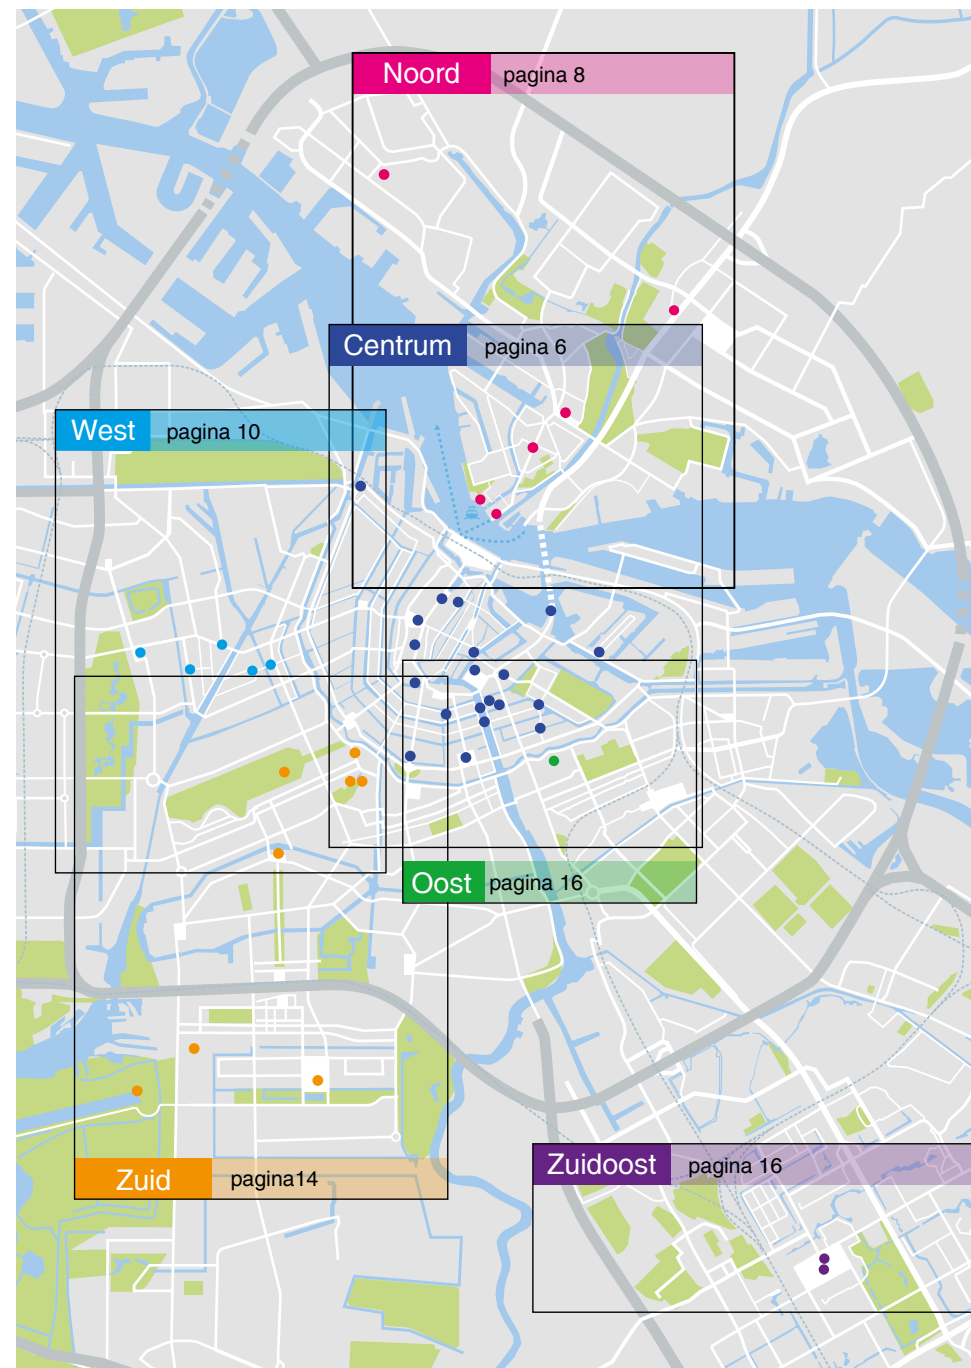 Noord pagina 8
Centrum pagina 6
West pagina 10
Oost pagina 16
Zuidoost pagina 16
Zuid pagina14